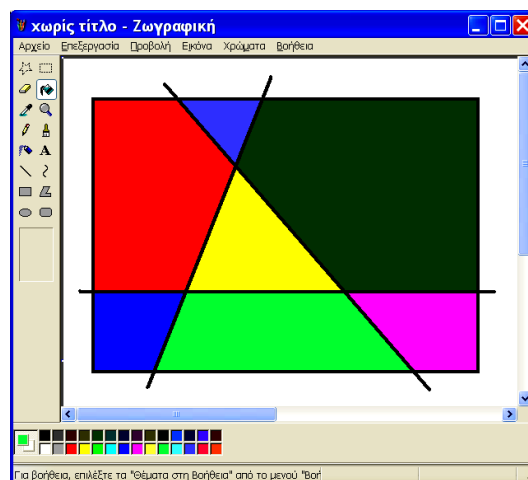 χωρίς τίτλο - Ζωγραφική
Αρχείο Επεξεργασία Προβολή Εικόνα Χρώματα Βοήθεια
A
Για βοήθεια, επιλέξτε τα "Θέματα στη Βοήθεια" από το μενού "Βοή